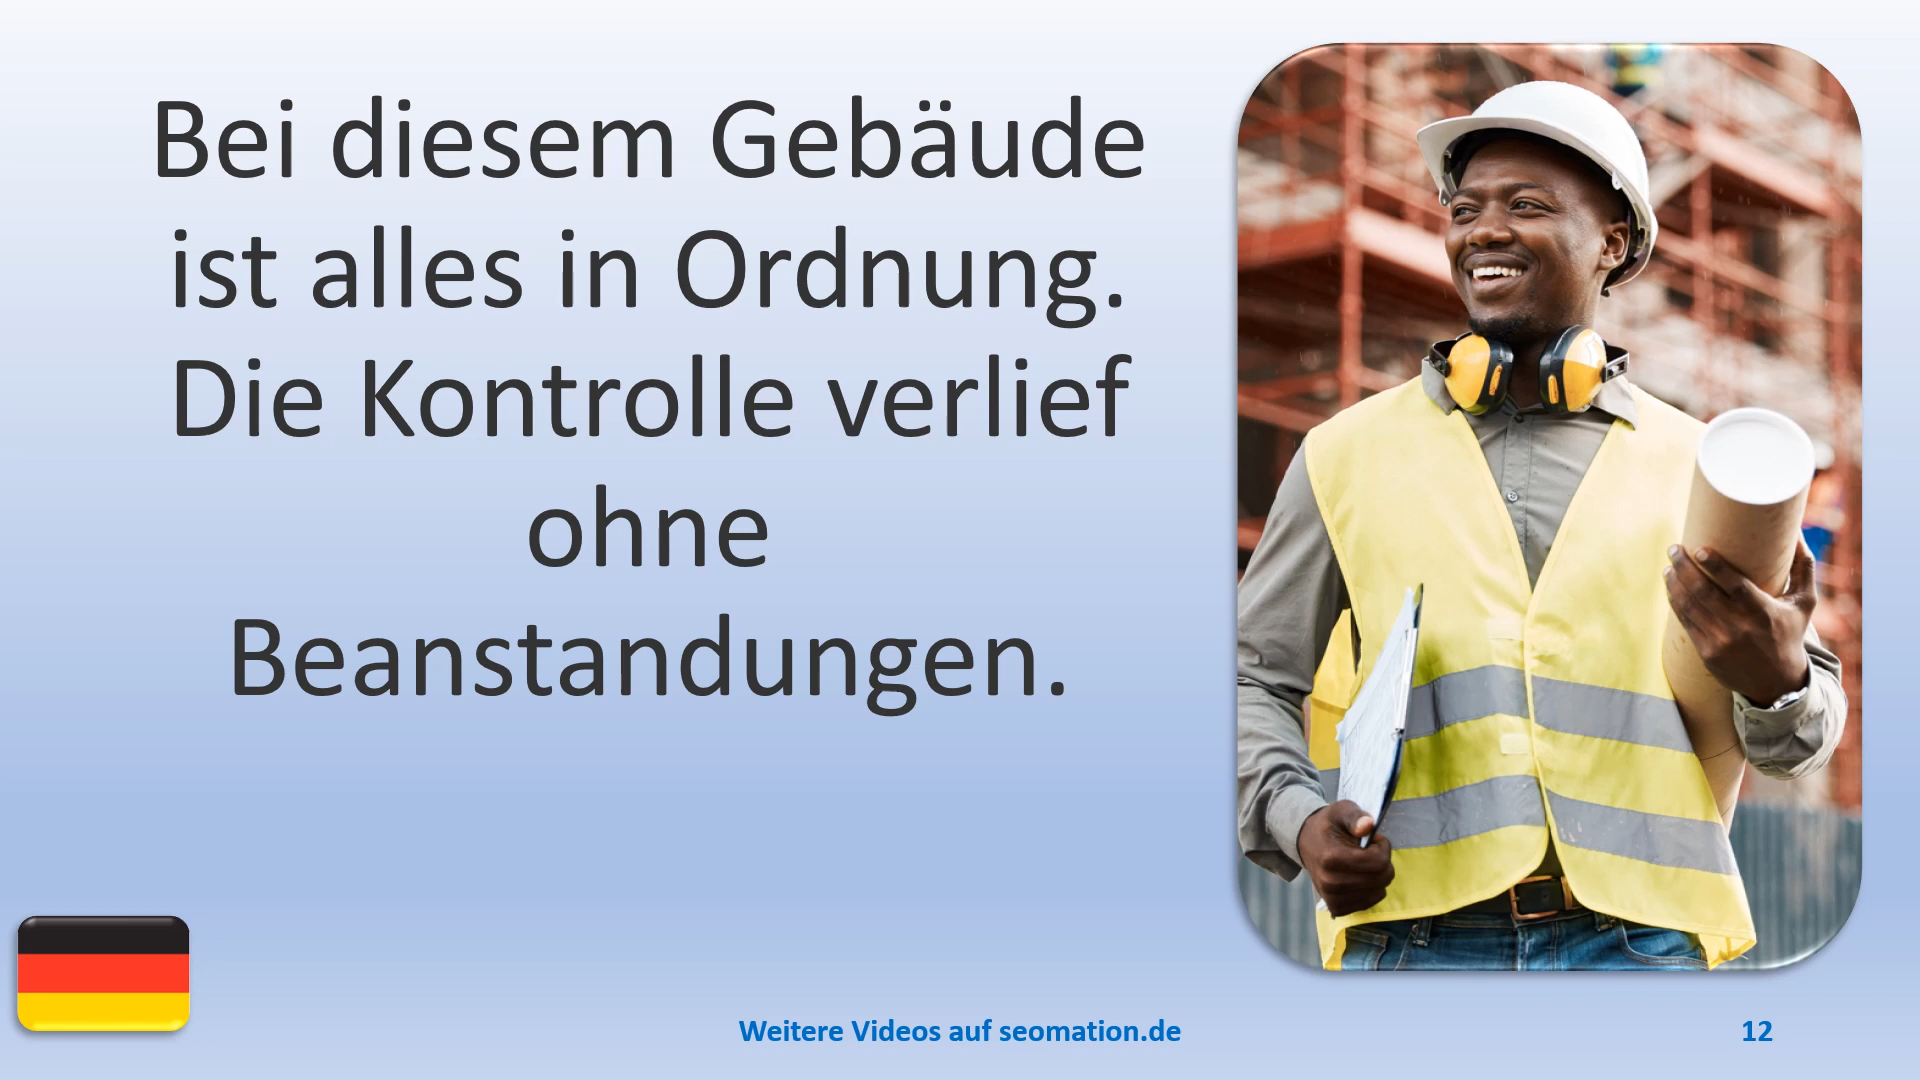 Bei diesem Gebäude
ist alles in Ordnung.
Die Kontrolle verlief
ohne
Beanstandungen.
Weitere Videos auf seomation.de
12